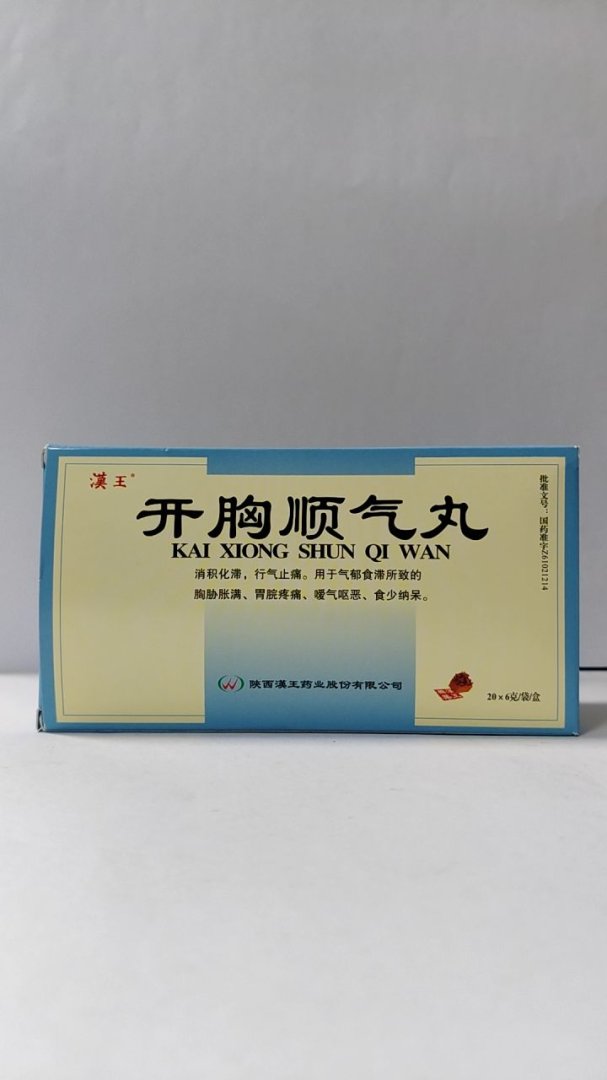 漢王®
开胸顺气丸
KAI XIONG SHUN QI WAN
消积化滞，行气止痛。用于气郁食滞所致的
胸胁胀满、胃脘疼痛、嗳气呕恶、食少纳呆。
陕西漢王药业股份有限公司
20×6克/袋/盒
批准文号：国药准字Z61021214